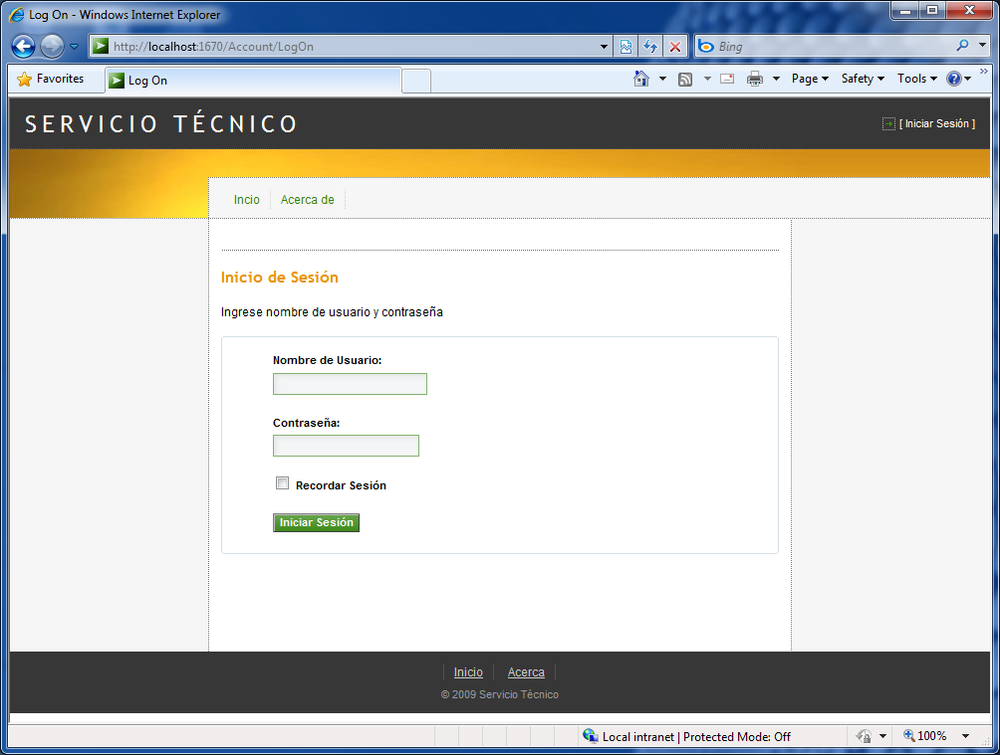 Log On - Windows Internet Explorer
http://localhost:1670/Account/LogOn
Bing
Favorites
Log On
Page
Safety
Tools
SERVICIO TÉCNICO
[ Iniciar Sesión ]
Incio
Acerca de
Inicio de Sesión
Ingrese nombre de usuario y contraseña
Nombre de Usuario:
Contraseña:
Recordar Sesión
Iniciar Sesión
Inicio
Acerca
© 2009 Servicio Técnico
Local intranet | Protected Mode: Off
100%